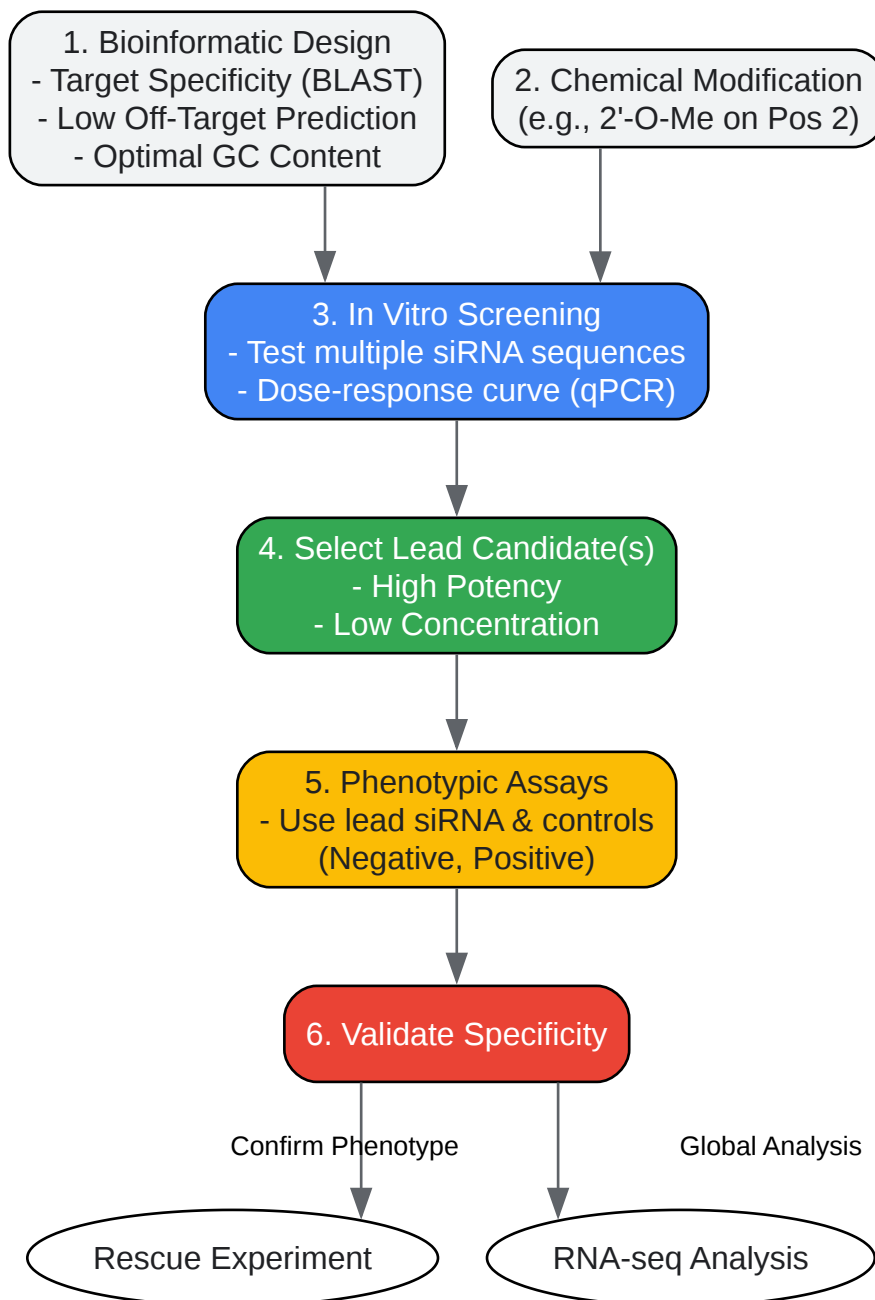 1. Bioinformatic Design
- Target Specificity (BLAST)
- Low Off-Target Prediction
- Optimal GC Content
2. Chemical Modification
(e.g., 2'-O-Me on Pos 2)
3. In Vitro Screening
- Test multiple siRNA sequences
- Dose-response curve (qPCR)
4. Select Lead Candidate(s)
- High Potency
- Low Concentration
5. Phenotypic Assays
- Use lead siRNA & controls
(Negative, Positive)
6. Validate Specificity
Confirm Phenotype
Global Analysis
Rescue Experiment
RNA-seq Analysis